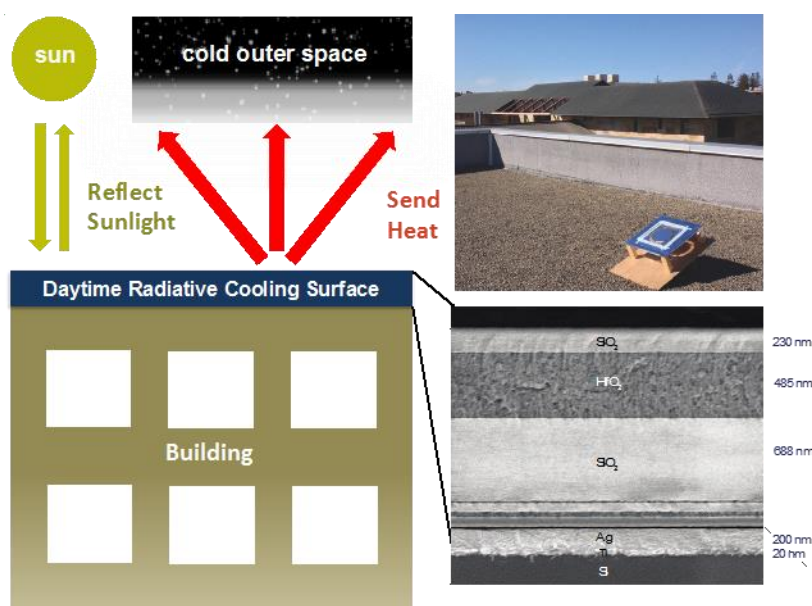 sun
cold outer space
Reflect
Sunlight
Send
Heat
Daytime Radiative Cooling Surface
Building
SiO₂
230 nm
HfO₂
485 nm
SiO₂
688 nm
Ag
200 nm
Ti
20 nm
Si